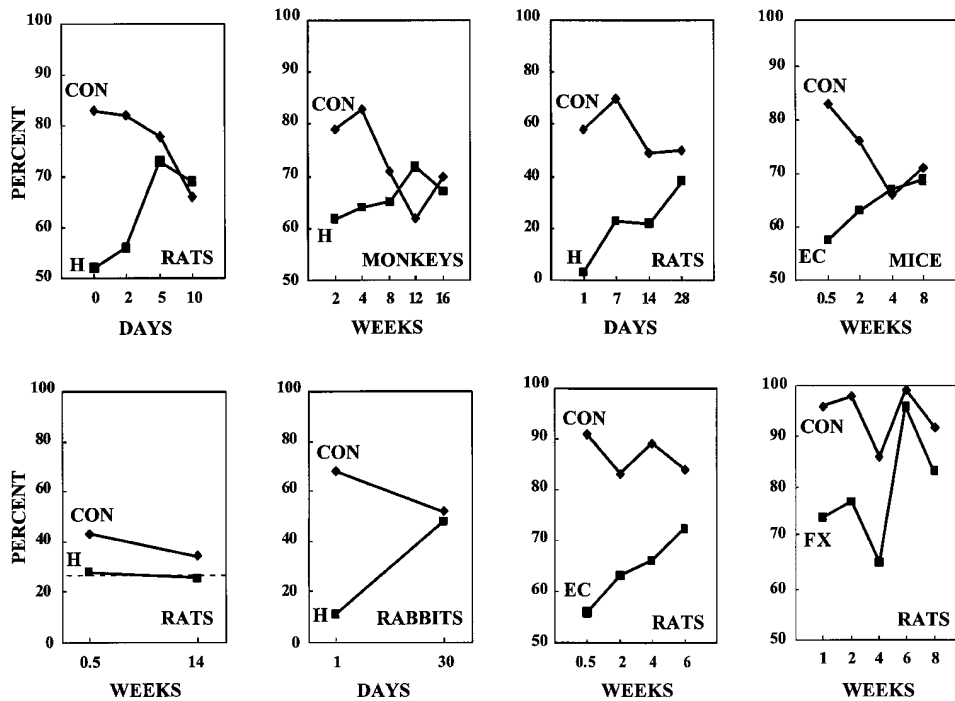 PERCENT
100
90
80
70
60
50
CON
H
RATS
0 2 5 10
DAYS
100
90
80
70
60
50
CON
H
MONKEYS
2 4 8 12 16
WEEKS
100
80
60
40
20
0
CON
H
RATS
1 7 14 28
DAYS
100
90
80
70
60
50
CON
EC
MICE
0.5 2 4 8
WEEKS
PERCENT
100
80
60
40
20
0
CON
H
RATS
0.5 14
WEEKS
100
80
60
40
20
0
CON
H
RABBITS
1 30
DAYS
100
90
80
70
60
50
CON
EC
RATS
0.5 2 4 6
WEEKS
100
90
80
70
60
50
CON
FX
RATS
1 2 4 6 8
WEEKS